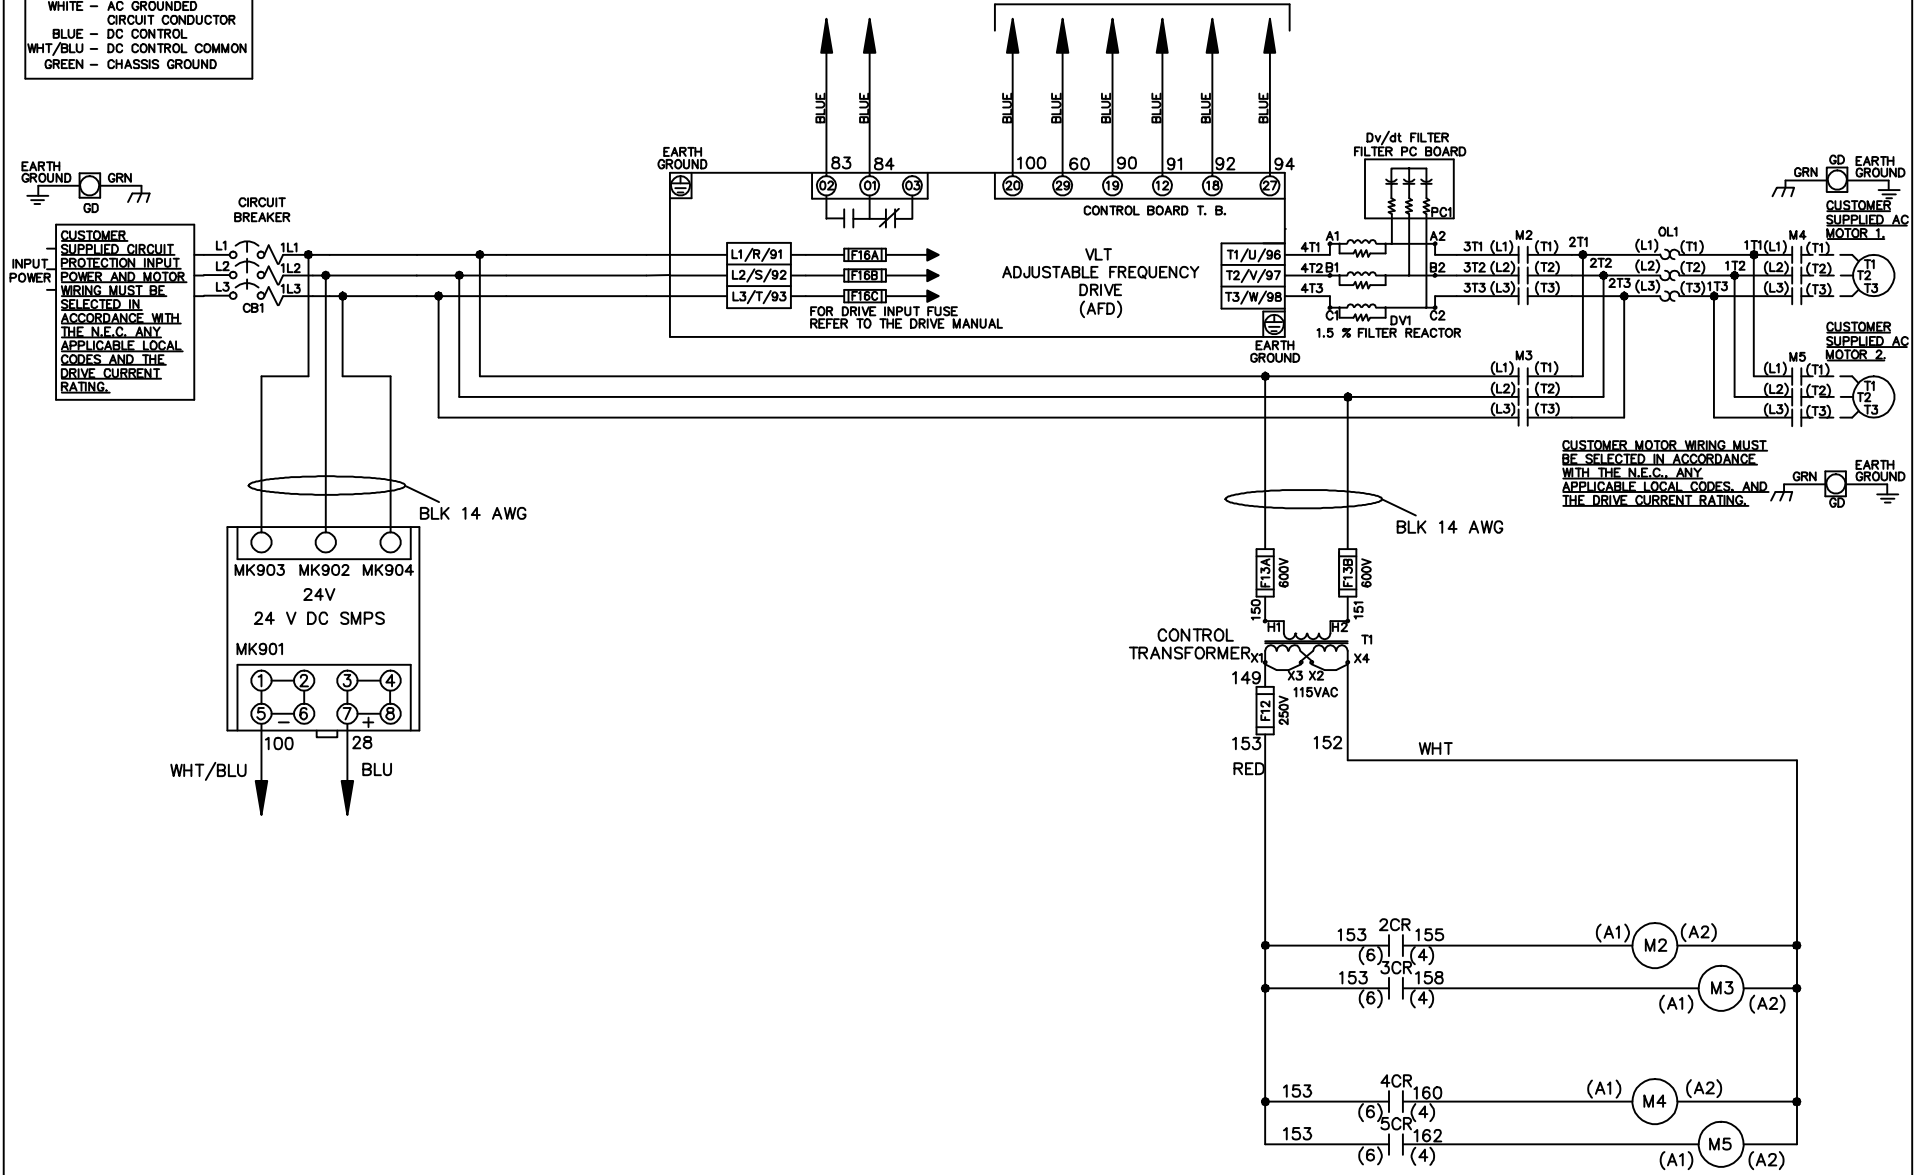 WHITE – AC GROUNDED
CIRCUIT CONDUCTOR
BLUE – DC CONTROL
WHT/BLU – DC CONTROL COMMON
GREEN – CHASSIS GROUND
BLUE
BLUE
BLUE
BLUE
BLUE
BLUE
BLUE
BLUE
EARTH
GROUND
83
84
100
60
90
91
92
94
02
01
03
20
29
19
12
18
27
CONTROL BOARD T. B.
Dv/dt FILTER
FILTER PC BOARD
PC1
EARTH
GROUND
GRN
GD
GD
EARTH
GROUND
GRN
CIRCUIT
BREAKER
INPUT
POWER
CUSTOMER
SUPPLIED CIRCUIT
PROTECTION INPUT
POWER AND MOTOR
WIRING MUST BE
SELECTED IN
ACCORDANCE WITH
THE N.E.C. ANY
APPLICABLE LOCAL
CODES AND THE
DRIVE CURRENT
RATING.
L1
L2
L3
1L1
1L2
1L3
CB1
L1/R/91
L2/S/92
L3/T/93
F16A
F16B
F16C
FOR DRIVE INPUT FUSE
REFER TO THE DRIVE MANUAL
VLT
ADJUSTABLE FREQUENCY
DRIVE
(AFD)
T1/U/96
T2/V/97
T3/W/98
EARTH
GROUND
4T1
4T2
4T3
A1
A2
B1
B2
C1
C2
DV1
1.5 % FILTER REACTOR
3T1 (L1) M2 (T1) 2T1
3T2 (L2) (T2) 2T2
3T3 (L3) (T3) 2T3
OL1
(L1) (T1) 1T1
(L2) (T2) 1T2
(L3) (T3) 1T3
(L1) M4 (T1)
(L2) (T2)
(L3) (T3)
T1
T2
T3
CUSTOMER
SUPPLIED AC
MOTOR 1.
M3
(L1) (T1)
(L2) (T2)
(L3) (T3)
M5
(L1) (T1)
(L2) (T2)
(L3) (T3)
T1
T2
T3
CUSTOMER
SUPPLIED AC
MOTOR 2.
CUSTOMER MOTOR WIRING MUST
BE SELECTED IN ACCORDANCE
WITH THE N.E.C., ANY
APPLICABLE LOCAL CODES, AND
THE DRIVE CURRENT RATING.
GRN
GD
EARTH
GROUND
BLK 14 AWG
MK903 MK902 MK904
24V
24 V DC SMPS
MK901
1 2 3 4
5 – 6 7 + 8
100
28
WHT/BLU
BLU
BLK 14 AWG
F13A
600V
F13B
600V
150
151
H1
H2
T1
CONTROL
TRANSFORMER
X1
X4
X3 X2
115VAC
149
F12
250V
153
152
RED
WHT
153 2CR 155 (A1) M2 (A2)
(6) (4)
153 3CR 158 M3
(6) (4) (A1) (A2)
153 4CR 160 (A1) M4 (A2)
(6) (4)
153 5CR 162 M5
(6) (4) (A1) (A2)